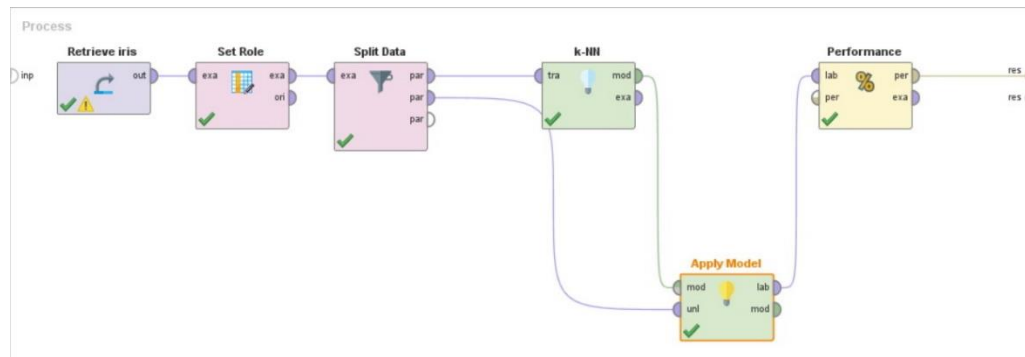 Process
Retrieve iris
Set Role
Split Data
k-NN
Performance
inp
out
exa
exa
ori
exa
par
par
par
tra
mod
exa
lab
per
per
exa
%
res
res
Apply Model
mod
unl
lab
mod